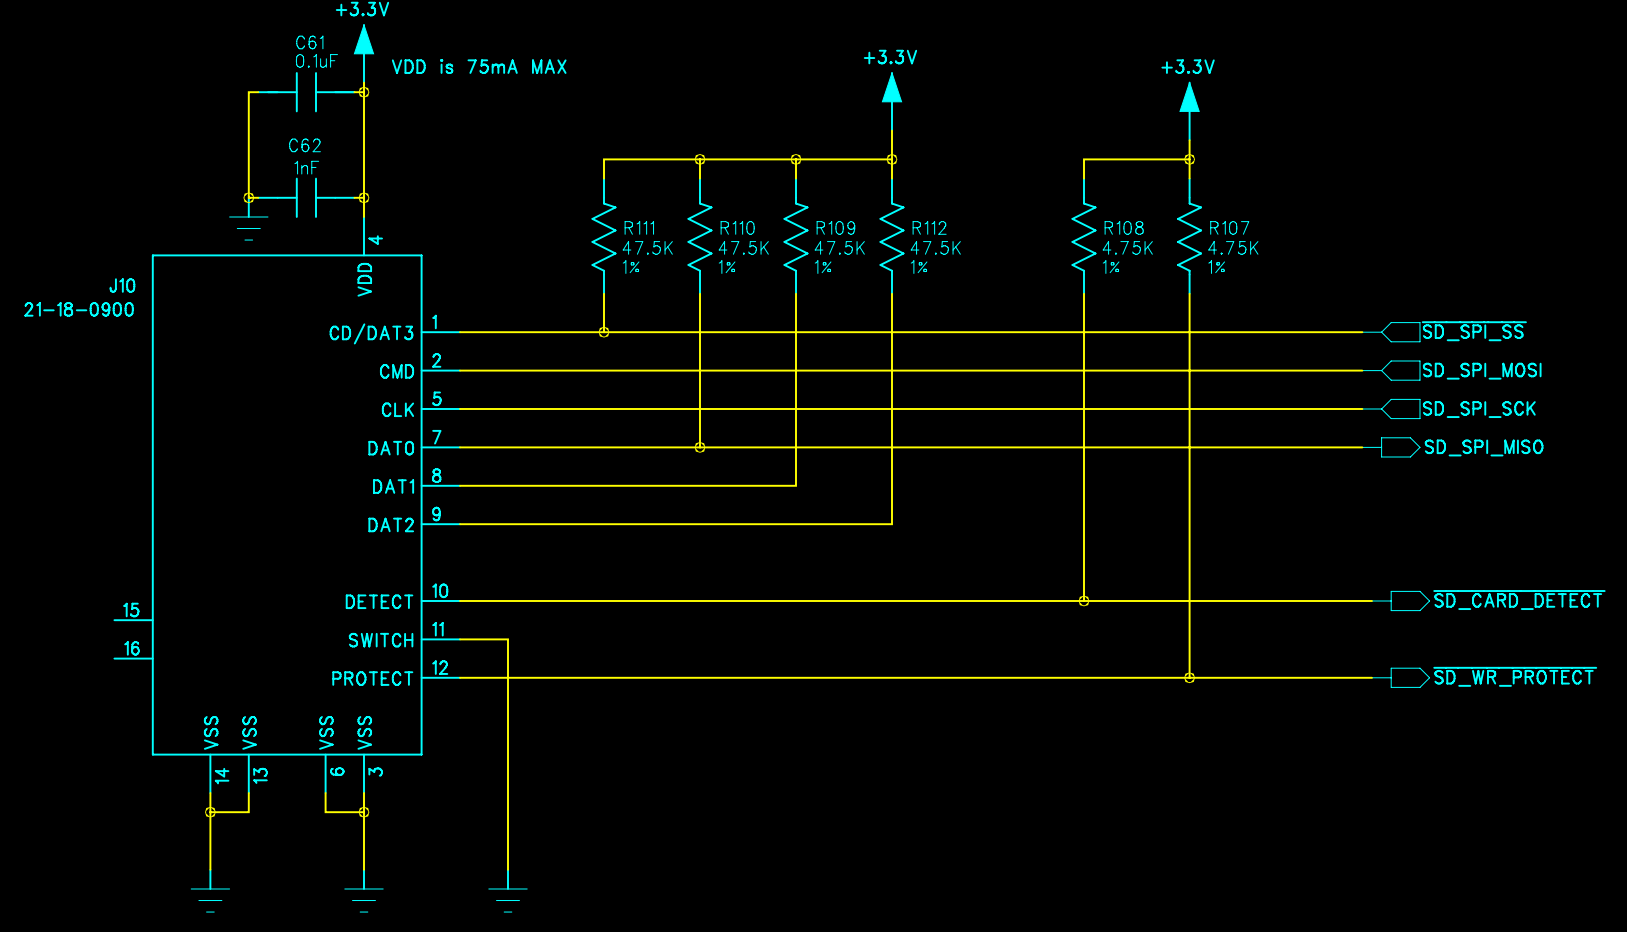 +3.3V
C61
0.1uF
VDD is 75mA MAX
+3.3V
+3.3V
C62
1nF
4
VDD
J10
21-18-0900
R111
47.5K
1%
R110
47.5K
1%
R109
47.5K
1%
R112
47.5K
1%
R108
4.75K
1%
R107
4.75K
1%
CD/DAT3 1 SD_SPI_SS
CMD 2 SD_SPI_MOSI
CLK 5 SD_SPI_SCK
DAT0 7 SD_SPI_MISO
DAT1 8
DAT2 9
DETECT 10 SD_CARD_DETECT
15
SWITCH 11
16
PROTECT 12 SD_WR_PROTECT
VSS VSS VSS VSS
14 13 6 3